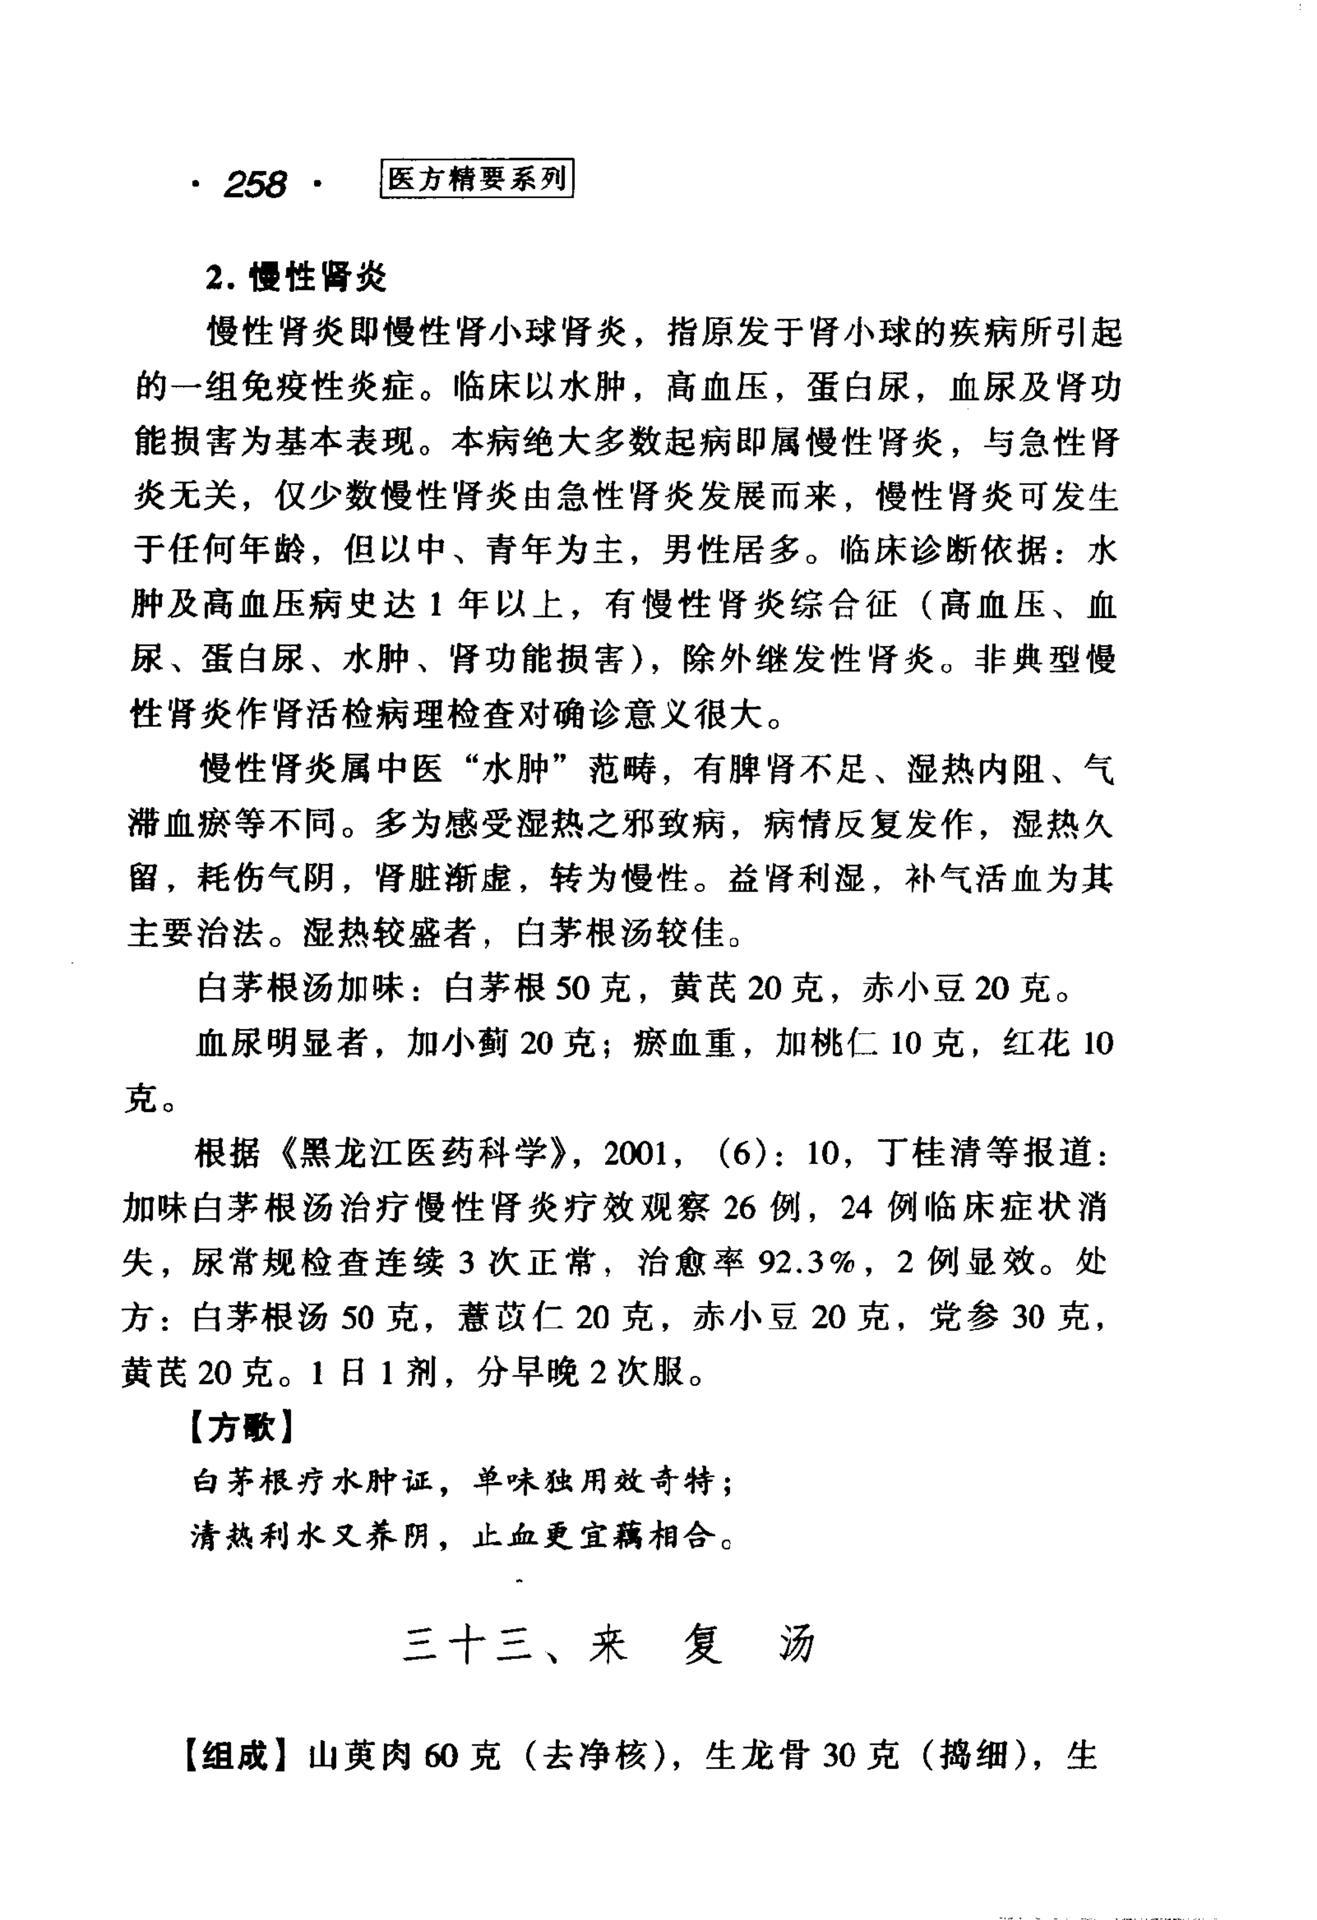 · 258 · 医方精要系列
2. 慢性肾炎
慢性肾炎即慢性肾小球肾炎，指原发于肾小球的疾病所引起
的一组免疫性炎症。临床以水肿，高血压，蛋白尿，血尿及肾功
能损害为基本表现。本病绝大多数起病即属慢性肾炎，与急性肾
炎无关，仅少数慢性肾炎由急性肾炎发展而来，慢性肾炎可发生
于任何年龄，但以中、青年为主，男性居多。临床诊断依据：水
肿及高血压病史达 1 年以上，有慢性肾炎综合征（高血压、血
尿、蛋白尿、水肿、肾功能损害），除外继发性肾炎。非典型慢
性肾炎作肾活检病理检查对确诊意义很大。
慢性肾炎属中医“水肿”范畴，有脾肾不足、湿热内阻、气
滞血瘀等不同。多为感受湿热之邪致病，病情反复发作，湿热久
留，耗伤气阴，肾脏渐虚，转为慢性。益肾利湿，补气活血为其
主要治法。湿热较盛者，白茅根汤较佳。
白茅根汤加味：白茅根 50 克，黄芪 20 克，赤小豆 20 克。
血尿明显者，加小蓟 20 克；瘀血重，加桃仁 10 克，红花 10
克。
根据《黑龙江医药科学》，2001，（6）：10，丁桂清等报道：
加味白茅根汤治疗慢性肾炎疗效观察 26 例，24 例临床症状消
失，尿常规检查连续 3 次正常，治愈率 92.3%，2 例显效。处
方：白茅根汤 50 克，薏苡仁 20 克，赤小豆 20 克，党参 30 克，
黄芪 20 克。1 日 1 剂，分早晚 2 次服。
【方歌】
白茅根疗水肿证，单味独用效奇特；
清热利水又养阴，止血更宜藕相合。
三十三、来 复 汤
【组成】山萸肉 60 克（去净核），生龙骨 30 克（捣细），生